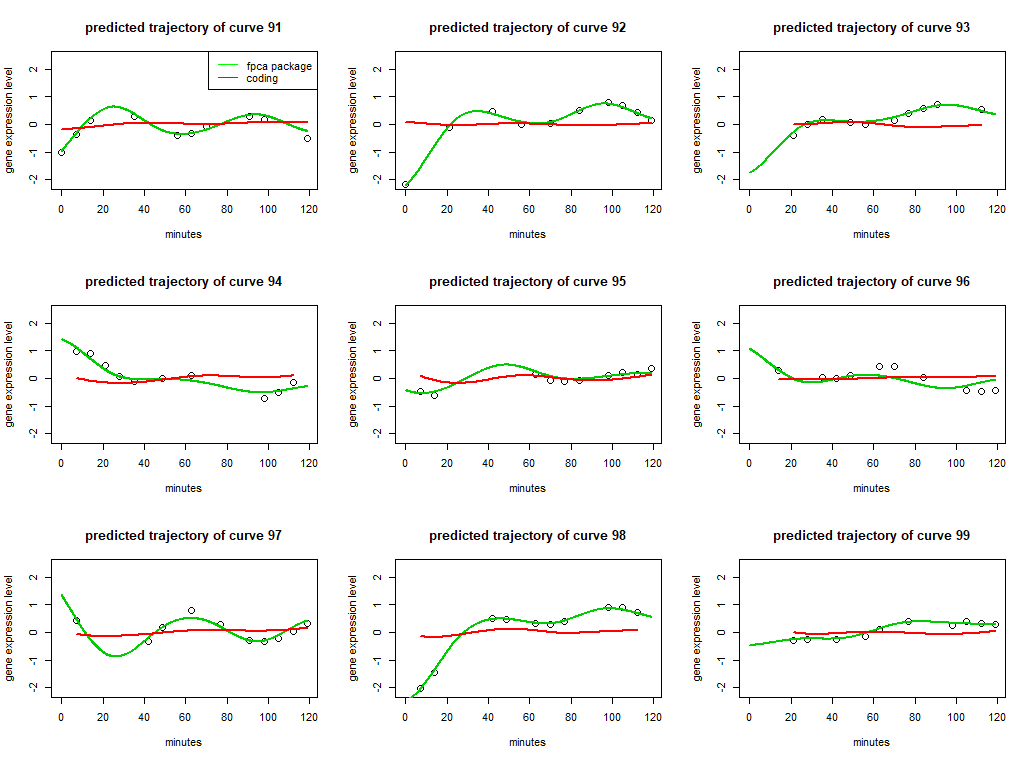 predicted trajectory of curve 91
gene expression level
2
1
0
-1
-2
fpca package
coding
0 20 40 60 80 100 120
minutes
predicted trajectory of curve 92
gene expression level
2
1
0
-1
-2
0 20 40 60 80 100 120
minutes
predicted trajectory of curve 93
gene expression level
2
1
0
-1
-2
0 20 40 60 80 100 120
minutes
predicted trajectory of curve 94
gene expression level
2
1
0
-1
-2
0 20 40 60 80 100 120
minutes
predicted trajectory of curve 95
gene expression level
2
1
0
-1
-2
0 20 40 60 80 100 120
minutes
predicted trajectory of curve 96
gene expression level
2
1
0
-1
-2
0 20 40 60 80 100 120
minutes
predicted trajectory of curve 97
gene expression level
2
1
0
-1
-2
0 20 40 60 80 100 120
minutes
predicted trajectory of curve 98
gene expression level
2
1
0
-1
-2
0 20 40 60 80 100 120
minutes
predicted trajectory of curve 99
gene expression level
2
1
0
-1
-2
0 20 40 60 80 100 120
minutes